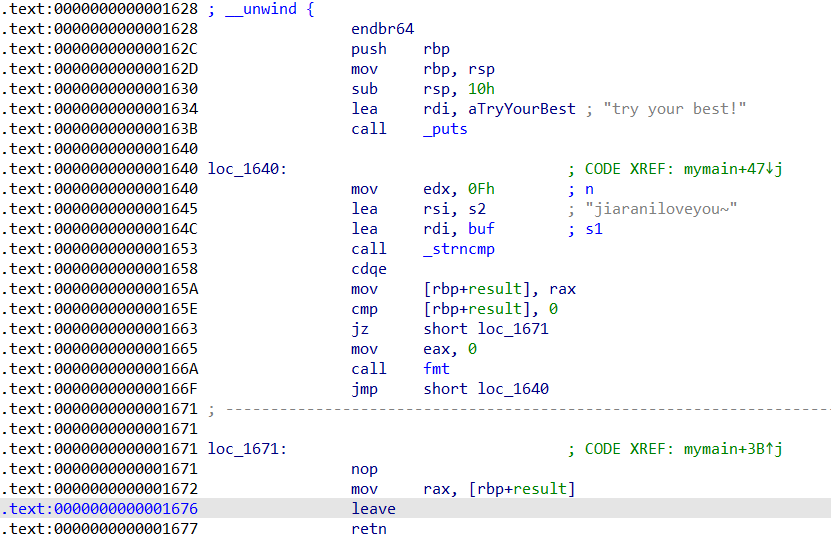 .text:0000000000001628 ; __unwind {
.text:0000000000001628 endbr64
.text:000000000000162C push rbp
.text:000000000000162D mov rbp, rsp
.text:0000000000001630 sub rsp, 10h
.text:0000000000001634 lea rdi, aTryYourBest ; "try your best!"
.text:000000000000163B call _puts
.text:0000000000001640
.text:0000000000001640 loc_1640: ; CODE XREF: mymain+47↓j
.text:0000000000001640 mov edx, 0Fh ; n
.text:0000000000001645 lea rsi, s2 ; "jiaraniloveyou~"
.text:000000000000164C lea rdi, buf ; s1
.text:0000000000001653 call _strncmp
.text:0000000000001658 cdqe
.text:000000000000165A mov [rbp+result], rax
.text:000000000000165E cmp [rbp+result], 0
.text:0000000000001663 jz short loc_1671
.text:0000000000001665 mov eax, 0
.text:000000000000166A call fmt
.text:000000000000166F jmp short loc_1640
.text:0000000000001671 ; ---------------------------------------------------------------------------
.text:0000000000001671
.text:0000000000001671 loc_1671: ; CODE XREF: mymain+3B↑j
.text:0000000000001671 nop
.text:0000000000001672 mov rax, [rbp+result]
.text:0000000000001676 leave
.text:0000000000001677 retn